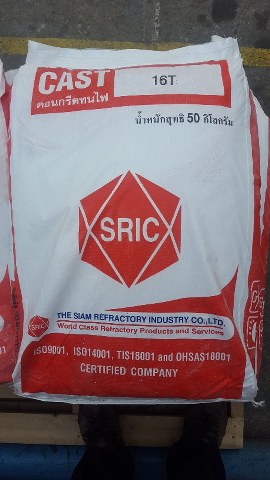 CAST
16T
คอนกรีตทนไฟ
น้ำหนักสุทธิ 50 กิโลกรัม
SRIC
SRIC
THE SIAM REFRACTORY INDUSTRY CO.,LTD.
World Class Refractory Products and Services
ISO9001, ISO14001, TIS18001 and OHSAS18001
CERTIFIED COMPANY